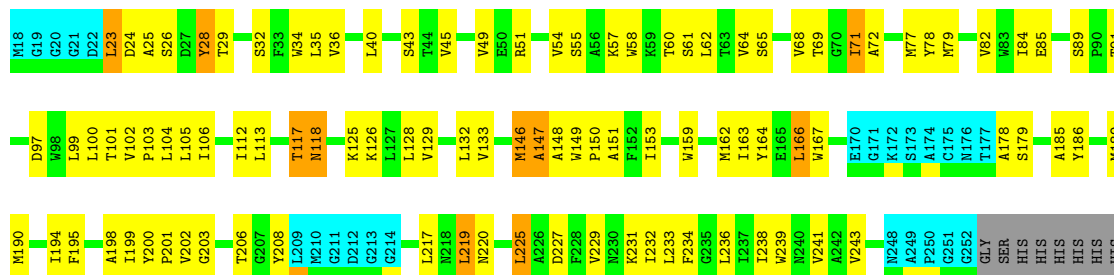 M18 G19 G20 G21 D22 L23 D24 A25 S26 D27 Y28 T29 S32 F33 W34 L35 V36 L40 S43 T44 V45 V49 E50 R51 V54 S55 A56 K57 W58 K59 T60 S61 L62 T63 V64 S65 V68 T69 G70 I71 A72 M77 Y78 M79 V82 W83 I84 E85 S89 P90
D97 W98 L99 L100 T101 V102 P103 L104 L105 I106 I112 L113 T117 N118 K125 K126 L127 L128 V129 L132 V133 M146 A147 A148 W149 P150 A151 F152 I153 W159 M162 I163 Y164 E165 L166 W167 E170 G171 K172 S173 A174 C175 N176 T177 A178 S179 A185 Y186
M190 I194 F195 A198 I199 Y200 P201 V202 G203 T206 G207 Y208 L209 M210 G211 D212 G213 G214 L217 N218 L219 N220 L225 A226 D227 F228 V229 N230 K231 I232 L233 F234 G235 L236 I237 I238 W239 N240 V241 A242 V243 N248 A249 P250 G251 G252 GLY SER HIS HIS HIS HIS HIS